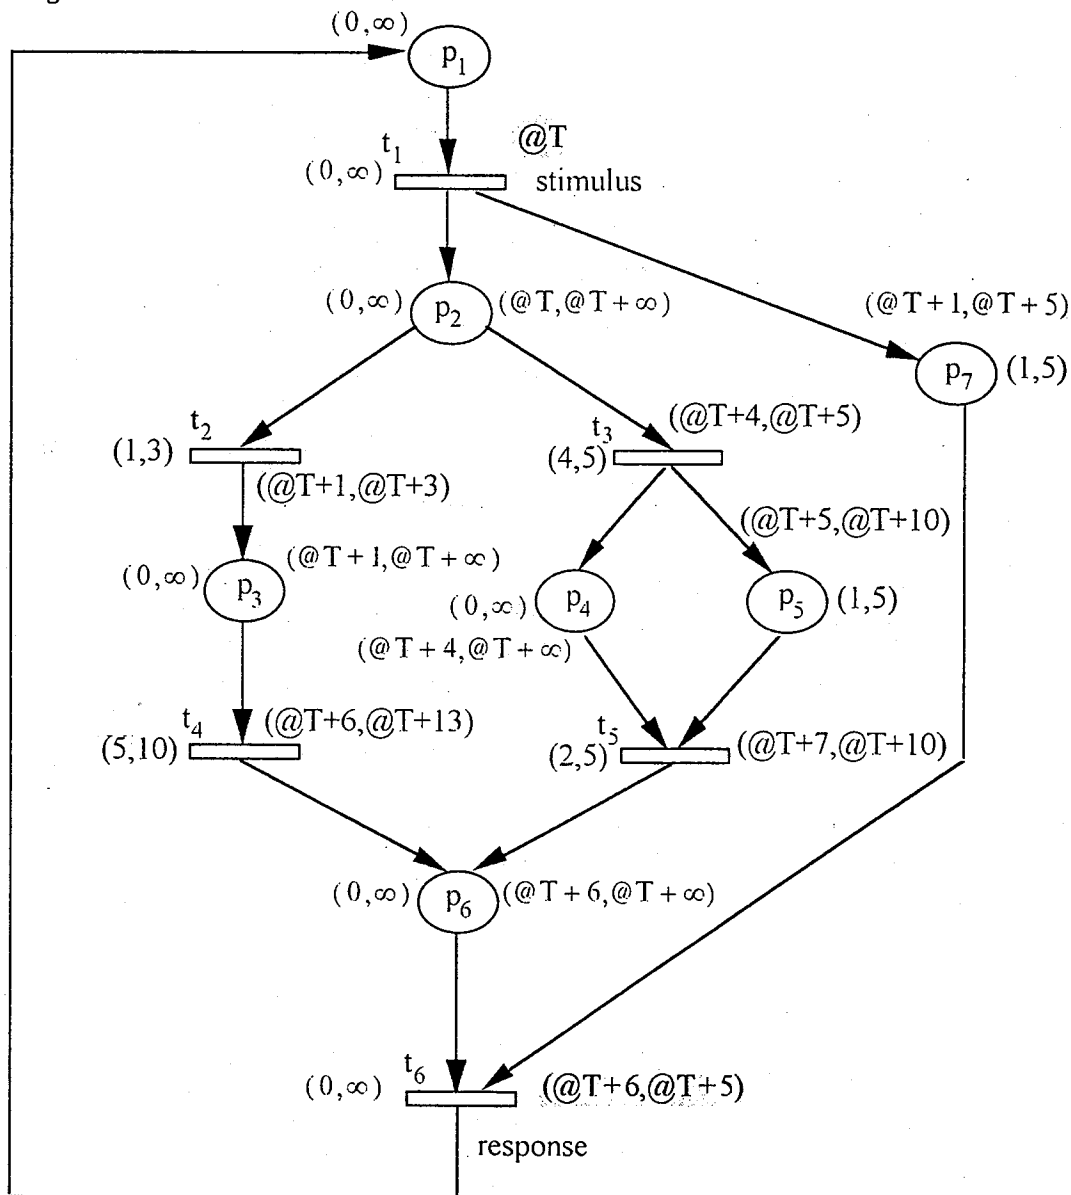 (0,∞)
p1
t1
@T
(0,∞)
stimulus
(0,∞)
p2
(@T,@T+∞)
(@T+1,@T+5)
p7
(1,5)
t2
(1,3)
(@T+1,@T+3)
t3
(@T+4,@T+5)
(4,5)
(@T+5,@T+10)
(@T+1,@T+∞)
(0,∞)
p3
(0,∞)
p4
p5
(1,5)
(@T+4,@T+∞)
t4
(@T+6,@T+13)
(5,10)
t5
(2,5)
(@T+7,@T+10)
(0,∞)
p6
(@T+6,@T+∞)
t6
(0,∞)
(@T+6,@T+5)
response